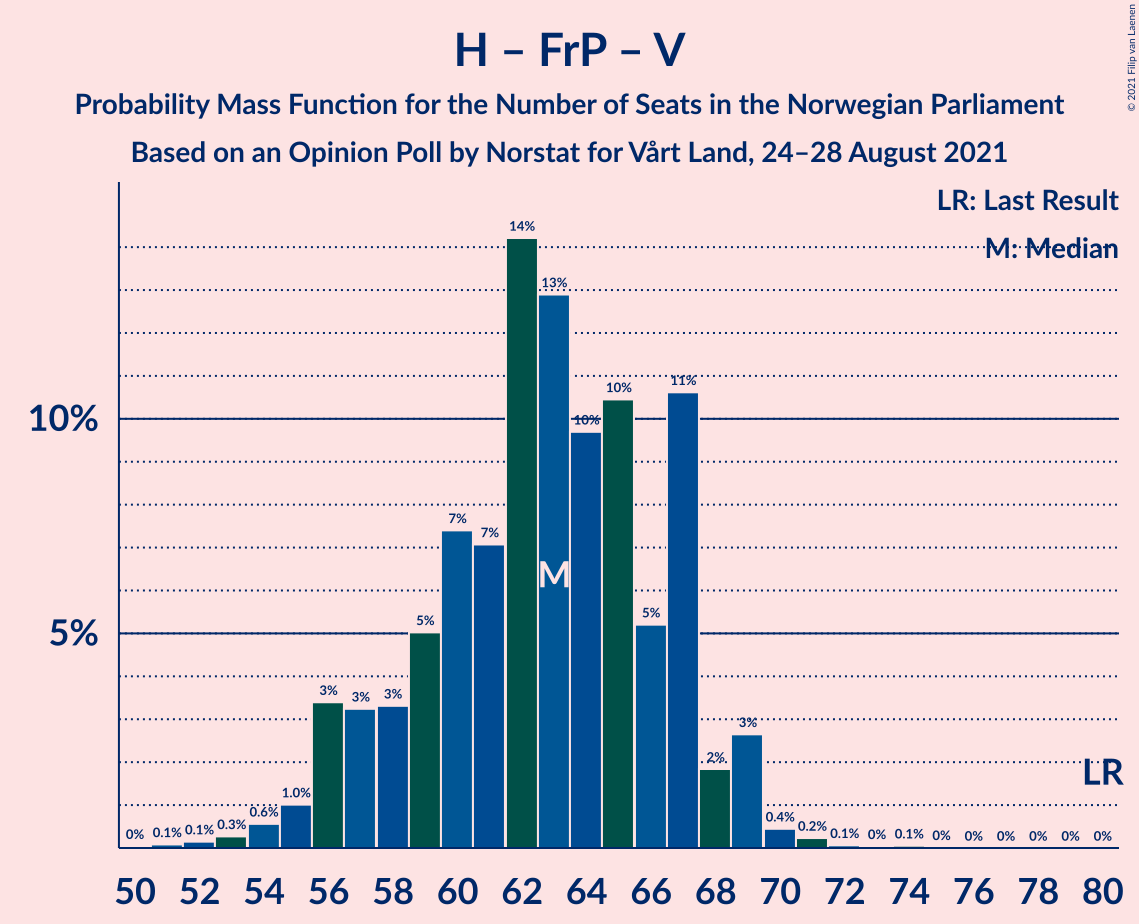 H – FrP – V
Probability Mass Function for the Number of Seats in the Norwegian Parliament
Based on an Opinion Poll by Norstat for Vårt Land, 24–28 August 2021
© 2021 Filip van Laenen
LR: Last Result
M: Median
10%
5%
0% 0.1% 0.1% 0.3% 0.6% 1.0% 3% 3% 3% 5% 7% 7% 14% 13% 10% 10% 5% 11% 2% 3% 0.4% 0.2% 0.1% 0% 0.1% 0% 0% 0% 0% 0% 0%
M
LR
50 52 54 56 58 60 62 64 66 68 70 72 74 76 78 80